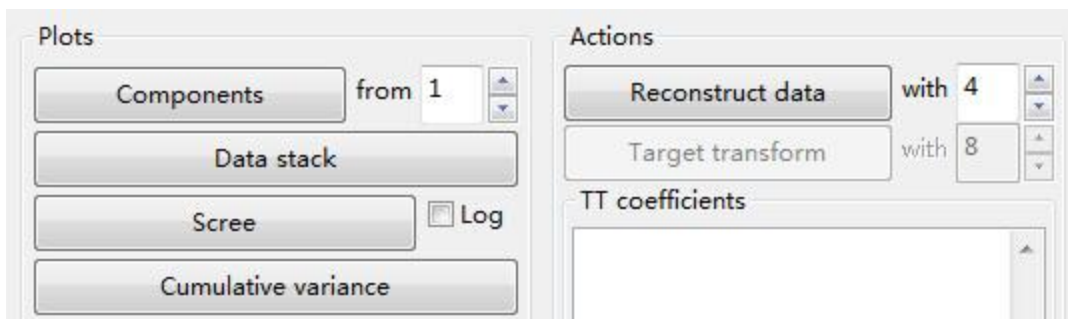 Plots
Components from 1
Data stack
Scree Log
Cumulative variance
Actions
Reconstruct data with 4
Target transform with 8
TT coefficients